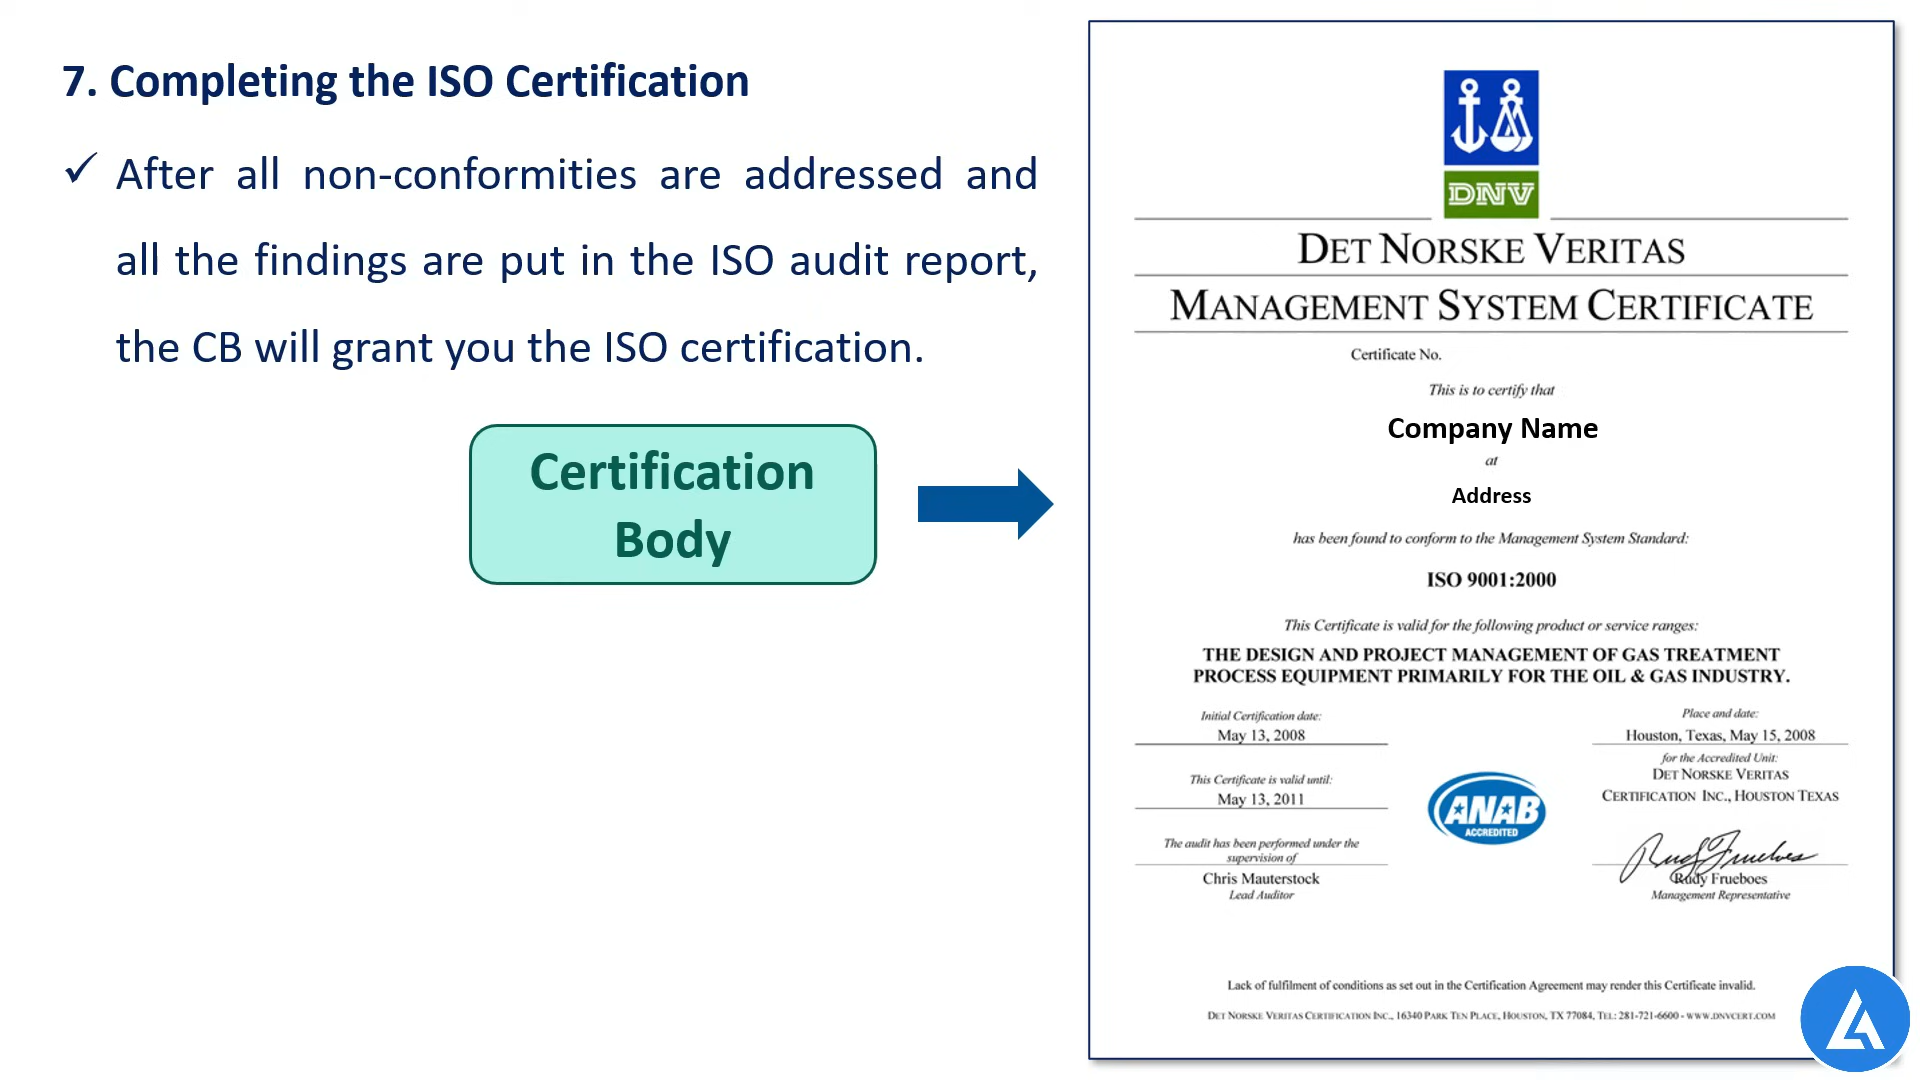 7. Completing the ISO Certification
✓ After all non-conformities are addressed and
all the findings are put in the ISO audit report,
the CB will grant you the ISO certification.
Certification
Body
DNV
DET NORSKE VERITAS
MANAGEMENT SYSTEM CERTIFICATE
Certificate No.
This is to certify that
Company Name
at
Address
has been found to conform to the Management System Standard:
ISO 9001:2000
This Certificate is valid for the following product or service ranges:
THE DESIGN AND PROJECT MANAGEMENT OF GAS TREATMENT
PROCESS EQUIPMENT PRIMARILY FOR THE OIL & GAS INDUSTRY.
Initial Certification date:
May 13, 2008
This Certificate is valid until:
May 13, 2011
The audit has been performed under the
supervision of
Chris Mauterstock
Lead Auditor
ANAB
ACCREDITED
Place and date:
Houston, Texas, May 15, 2008
for the Accredited Unit:
DET NORSKE VERITAS
CERTIFICATION INC., HOUSTON TEXAS
Rudy Frueboes
Rudy Frueboes
Management Representative
Lack of fulfilment of conditions as set out in the Certification Agreement may render this Certificate invalid.
DET NORSKE VERITAS CERTIFICATION INC., 16340 PARK TEN PLACE, HOUSTON, TX 77084, TEL: 281-721-6600 - WWW.DNVCERT.COM